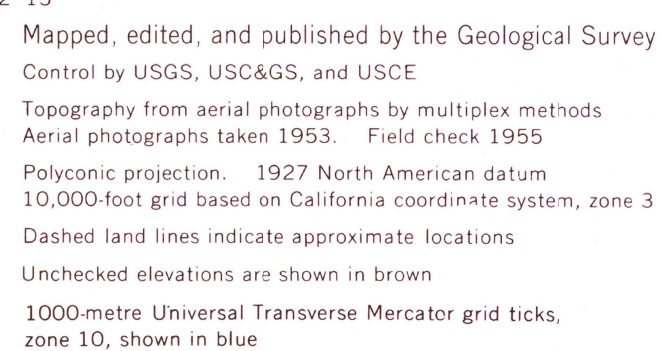 Mapped, edited, and published by the Geological Survey
Control by USGS, USC&GS, and USCE
Topography from aerial photographs by multiplex methods
Aerial photographs taken 1953. Field check 1955
Polyconic projection. 1927 North American datum
10,000-foot grid based on California coordinate system, zone 3
Dashed land lines indicate approximate locations
Unchecked elevations are shown in brown
1000-metre Universal Transverse Mercator grid ticks,
zone 10, shown in blue